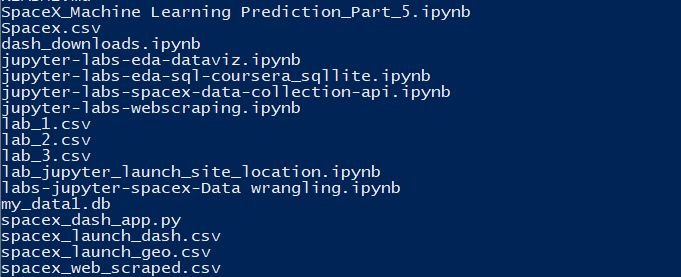 SpaceX_Machine Learning Prediction_Part_5.ipynb
Spacex.csv
dash_downloads.ipynb
jupyter-labs-eda-dataviz.ipynb
jupyter-labs-eda-sql-coursera_sqllite.ipynb
jupyter-labs-spacex-data-collection-api.ipynb
jupyter-labs-webscraping.ipynb
lab_1.csv
lab_2.csv
lab_3.csv
lab_jupyter_launch_site_location.ipynb
labs-jupyter-spacex-Data wrangling.ipynb
my_data1.db
spacex_dash_app.py
spacex_launch_dash.csv
spacex_launch_geo.csv
spacex_web_scraped.csv